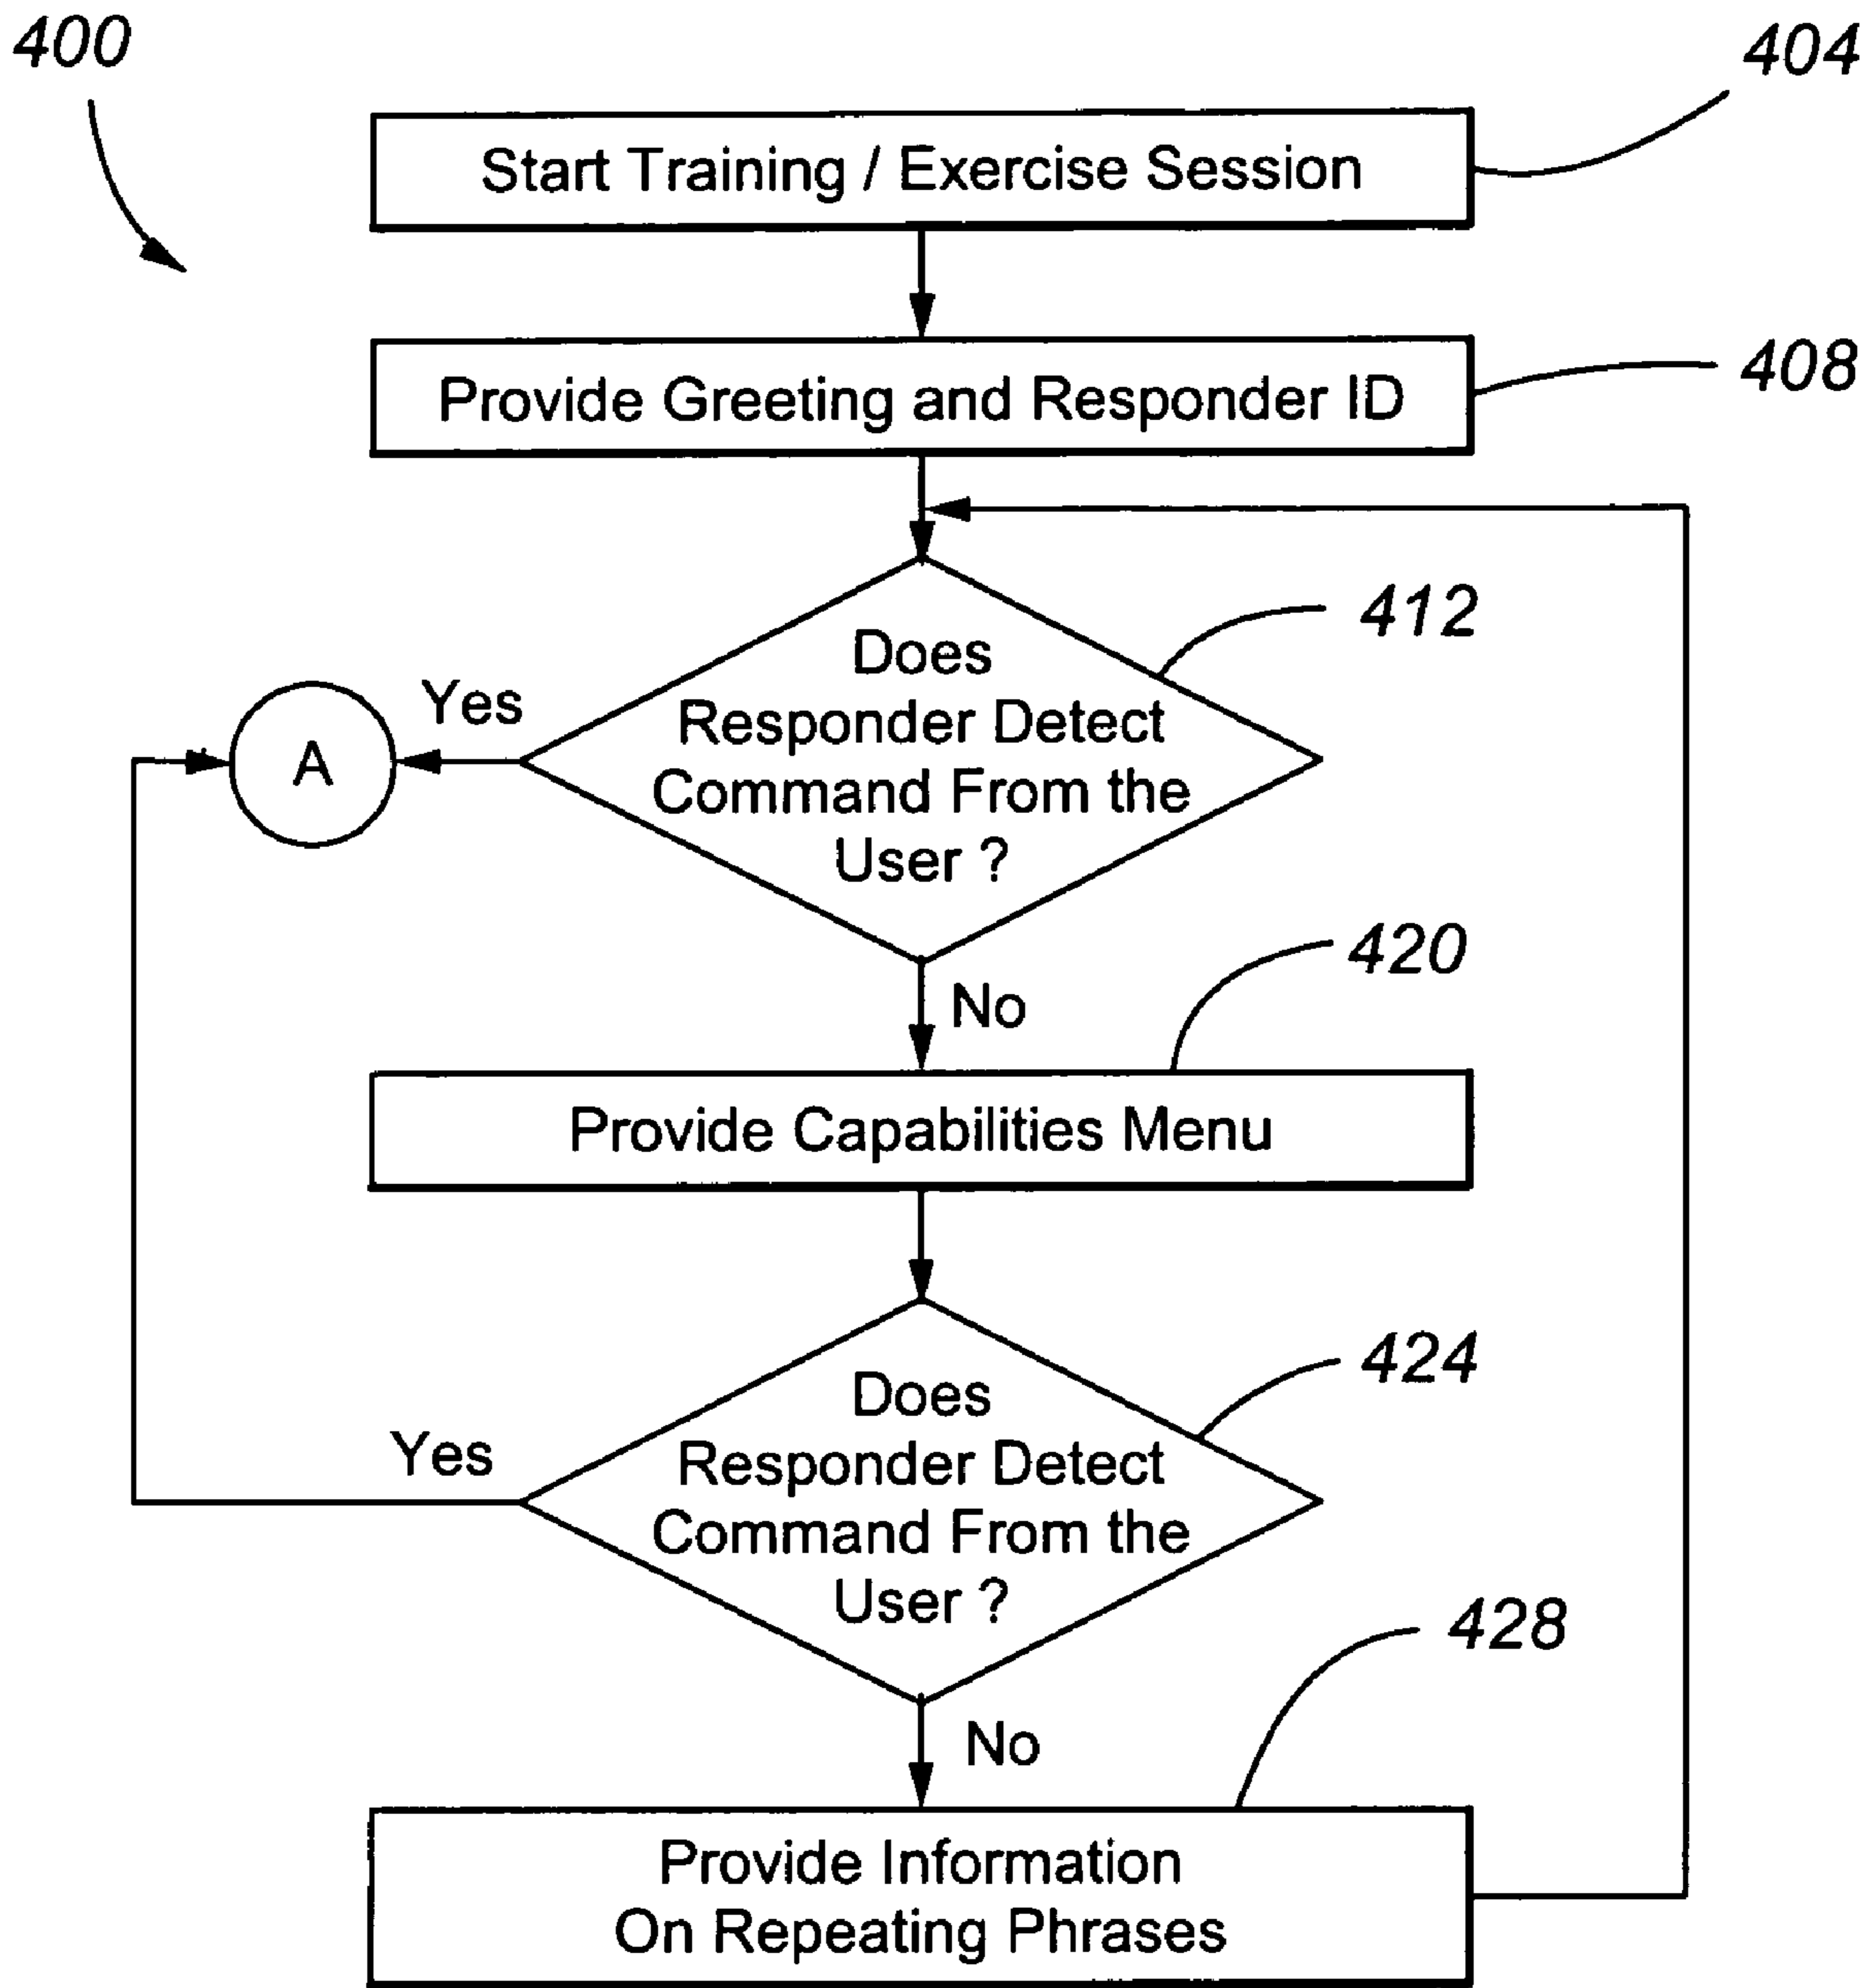 400
404
Start Training / Exercise Session
Provide Greeting and Responder ID
408
412
Does
Responder Detect
Command From the
User ?
Yes
A
No
420
Provide Capabilities Menu
424
Does
Responder Detect
Command From the
User ?
Yes
No
428
Provide Information
On Repeating Phrases